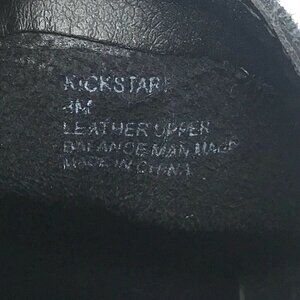 KICKSTART
4M
LEATHER UPPER
BALANCE MAN MADE
MADE IN CHINA